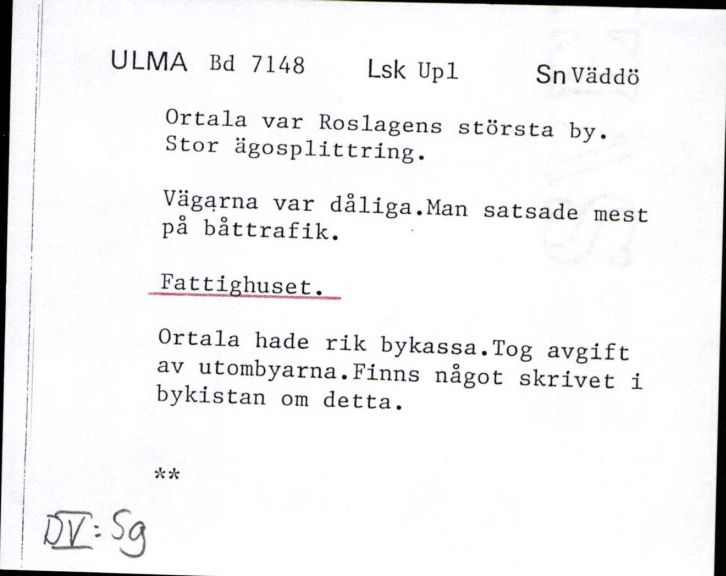 ULMA Bd 7148 Lsk Upl Sn Väddö
Ortala var Roslagens största by.
Stor ägosplittring.
Vägarna var dåliga.Man satsade mest
på båttrafik.
Fattighuset.
Ortala hade rik bykassa.Tog avgift
av utombyarna.Finns något skrivet i
bykistan om detta.
**
DV: Sg